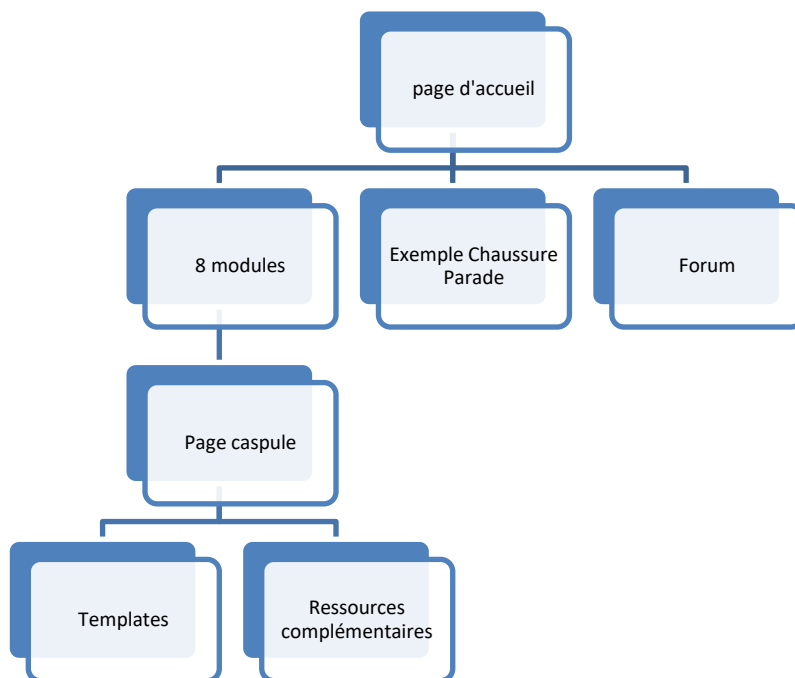 page d'accueil
8 modules
Exemple Chaussure
Parade
Forum
Page caspule
Templates
Ressources
complémentaires